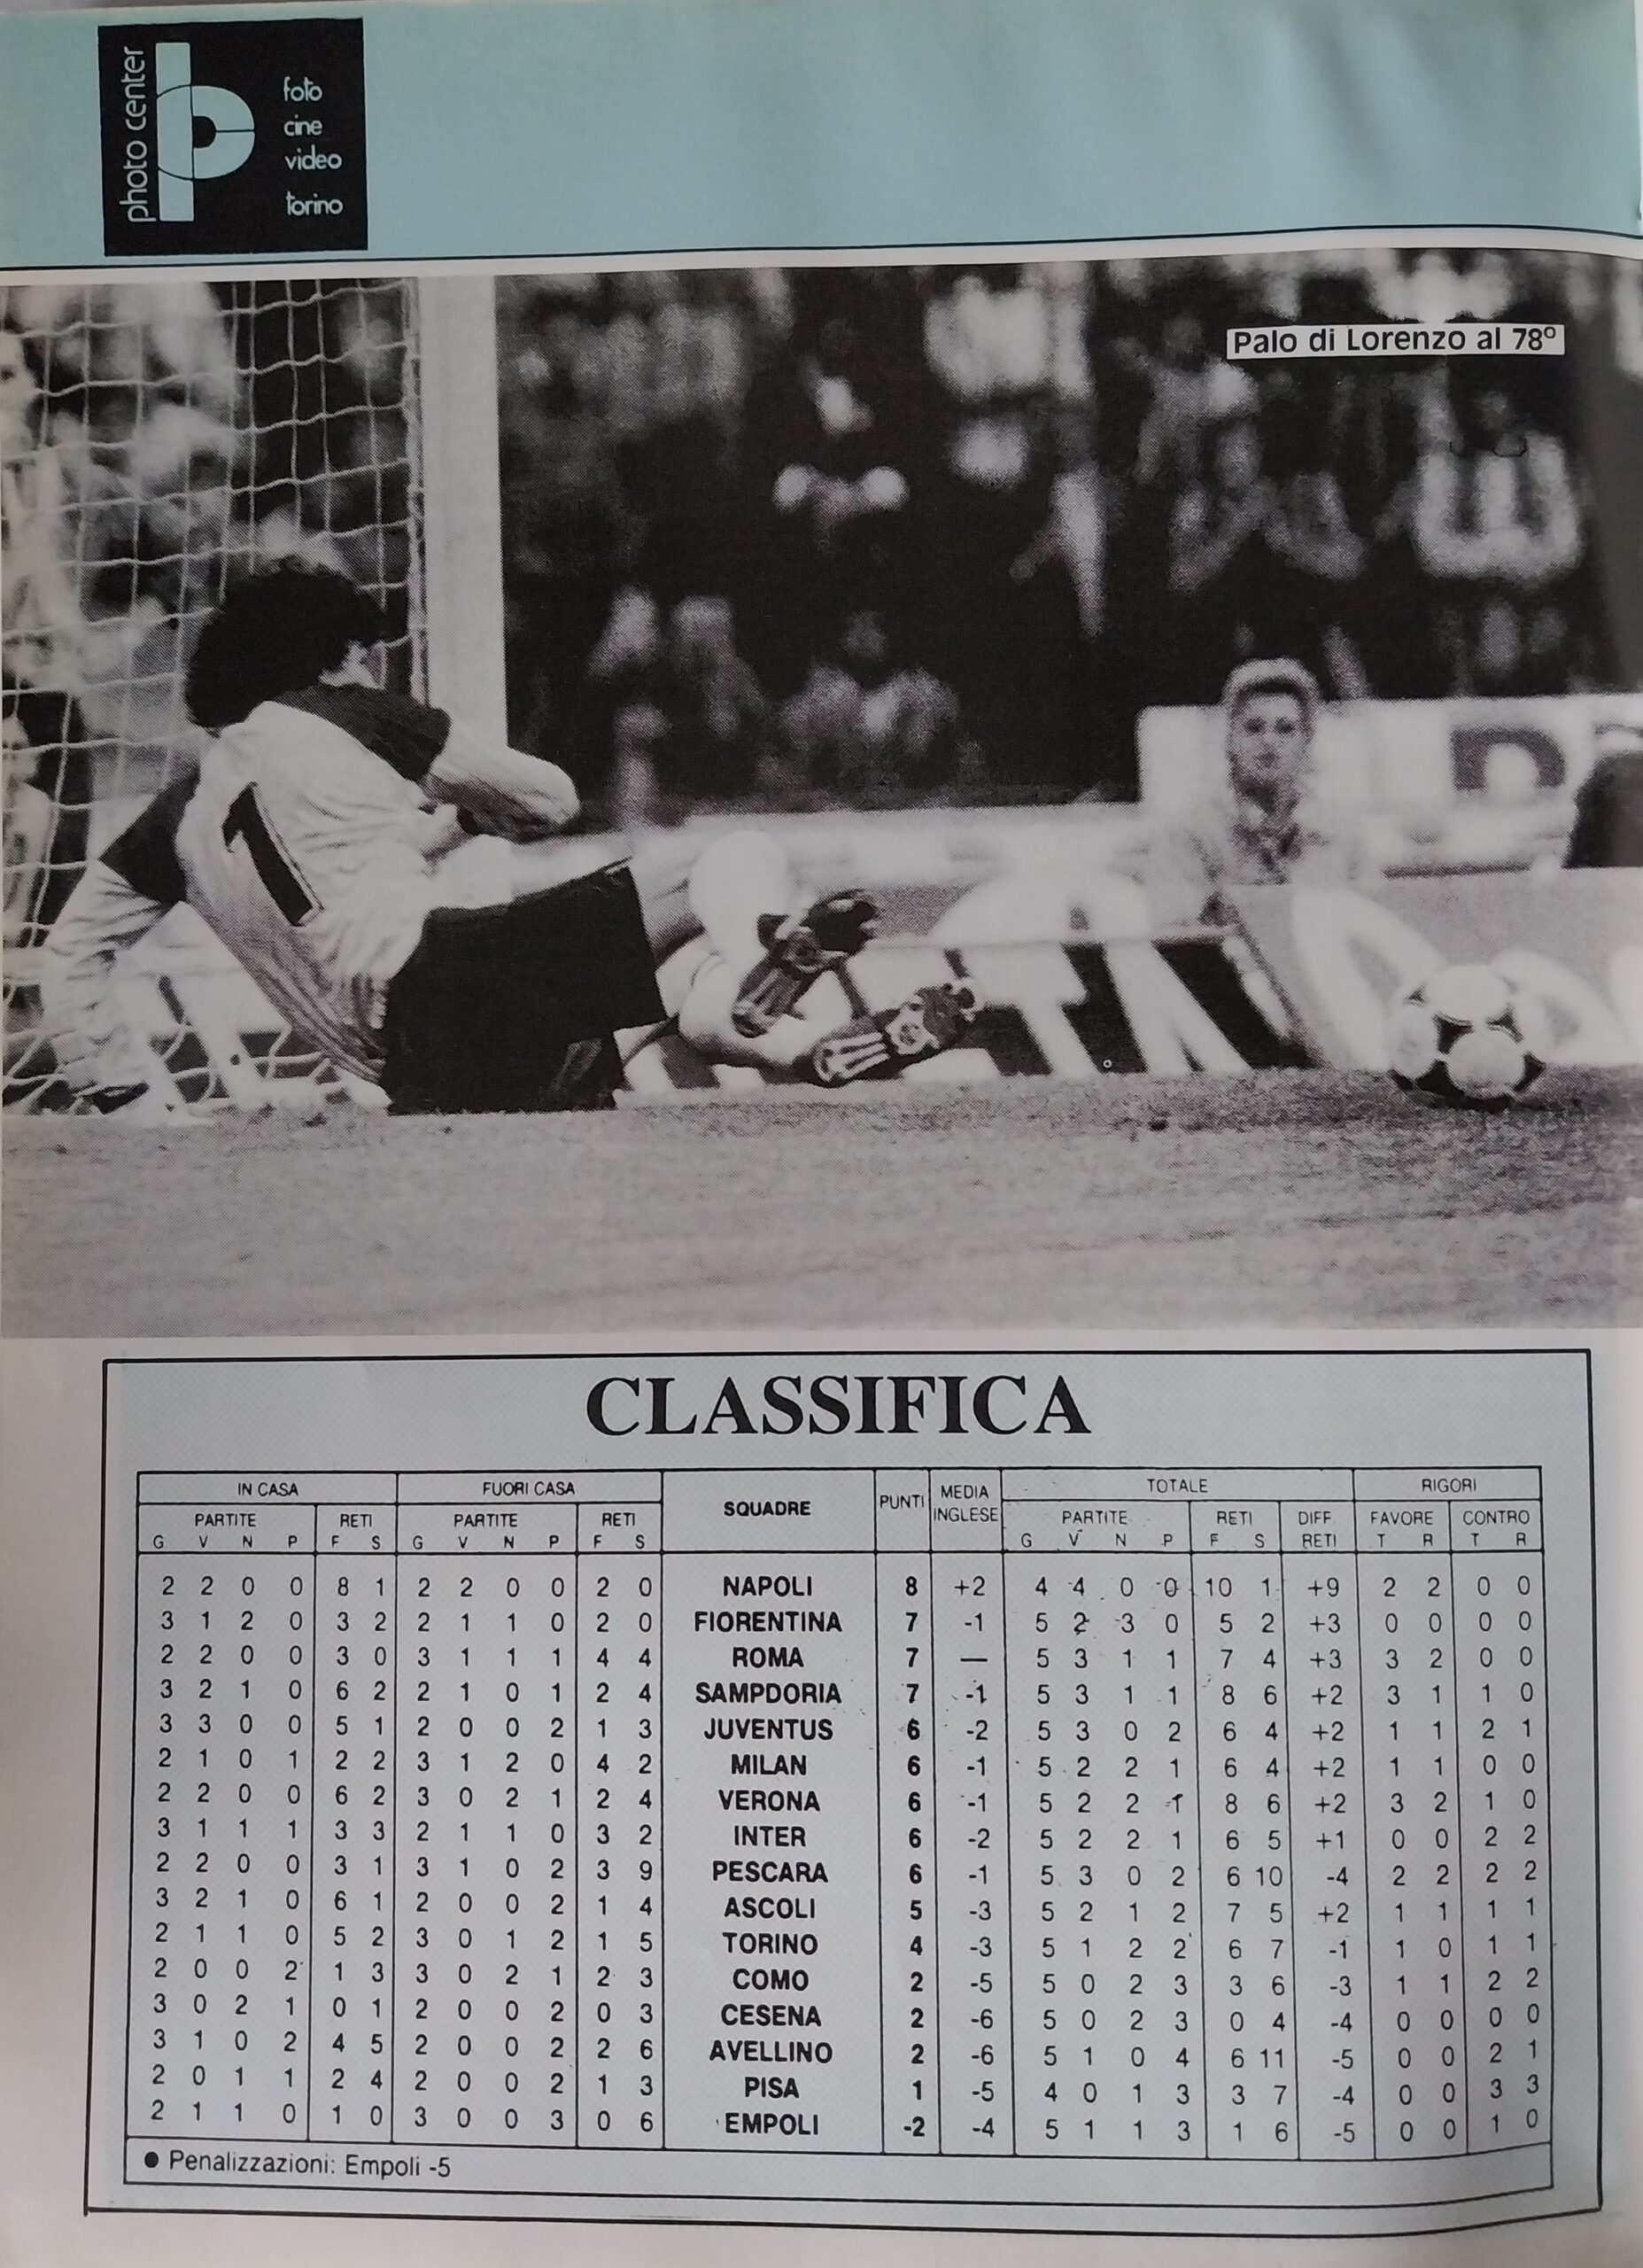 photo center
foto
cine
video
torino
Palo di Lorenzo al 78º
CLASSIFICA
IN CASA FUORI CASA SQUADRE PUNTI MEDIA INGLESE TOTALE RIGORI
PARTITE RETI PARTITE RETI PARTITE RETI DIFF. RETI FAVORE CONTRO
G V N P F S G V N P F S G V N P F S T R T R
2 2 0 0 8 1 2 2 0 0 2 0 NAPOLI 8 +2 4 4 0 0 10 1 +9 2 2 0 0
3 1 2 0 3 2 2 1 1 0 2 0 FIORENTINA 7 -1 5 2 3 0 5 2 +3 0 0 0 0
2 2 0 0 3 0 3 1 1 1 4 4 ROMA 7 — 5 3 1 1 7 4 +3 3 2 0 0
3 2 1 0 6 2 2 1 0 1 2 4 SAMPDORIA 7 -1 5 3 1 1 8 6 +2 3 1 1 0
3 3 0 0 5 1 2 0 0 2 1 3 JUVENTUS 6 -2 5 3 0 2 6 4 +2 1 1 2 1
2 1 0 1 2 2 3 1 2 0 4 2 MILAN 6 -1 5 2 2 1 6 4 +2 1 1 0 0
2 2 0 0 6 2 3 0 2 1 2 4 VERONA 6 -1 5 2 2 1 8 6 +2 3 2 1 0
3 1 1 1 3 3 2 1 1 0 3 2 INTER 6 -2 5 2 2 1 6 5 +1 0 0 2 2
2 2 0 0 3 1 3 1 0 2 3 9 PESCARA 6 -1 5 3 0 2 6 10 -4 2 2 2 2
3 2 1 0 6 1 2 0 0 2 1 4 ASCOLI 5 -3 5 2 1 2 7 5 +2 1 1 1 1
2 1 1 0 5 2 3 0 1 2 1 5 TORINO 4 -3 5 1 2 2 6 7 -1 1 0 1 1
2 0 0 2 1 3 3 0 2 1 2 3 COMO 2 -5 5 0 2 3 3 6 -3 1 1 2 2
3 0 2 1 0 1 2 0 0 2 0 3 CESENA 2 -6 5 0 2 3 0 4 -4 0 0 0 0
3 1 0 2 4 5 2 0 0 2 2 6 AVELLINO 2 -6 5 1 0 4 6 11 -5 0 0 2 1
2 0 1 1 2 4 2 0 0 2 1 3 PISA 1 -5 4 0 1 3 3 7 -4 0 0 3 3
2 1 1 0 1 0 3 0 0 3 0 6 EMPOLI -2 -4 5 1 1 3 1 6 -5 0 0 1 0
● Penalizzazioni: Empoli -5